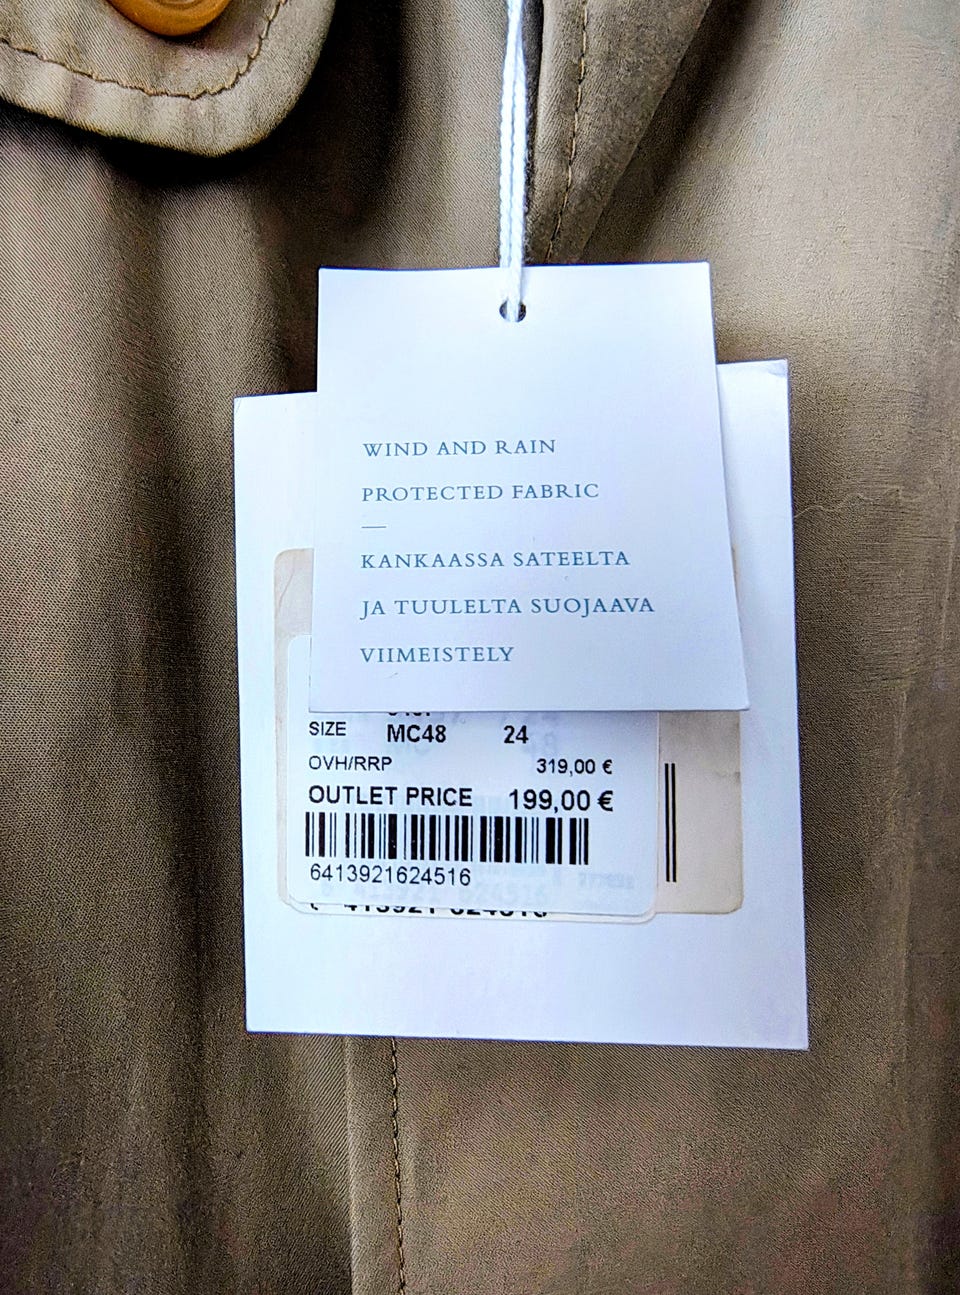 WIND AND RAIN
PROTECTED FABRIC
—
KANKAASSA SATEELTA
JA TUULELTA SUOJAAVA
VIIMEISTELY
SIZE MC48 24
OVH/RRP 319,00 €
OUTLET PRICE 199,00 €
6413921624516